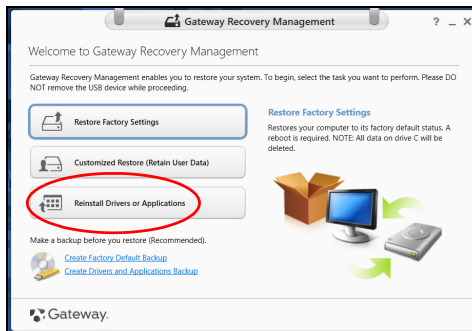 Gateway Recovery Management
? _ X
Welcome to Gateway Recovery Management
Gateway Recovery Management enables you to restore your system. To begin, select the task you want to perform. Please DO
NOT remove the USB device while proceeding.
Restore Factory Settings
Customized Restore (Retain User Data)
Reinstall Drivers or Applications
Restore Factory Settings
Restores your computer to its factory default status. A
reboot is required. NOTE: All data on drive C will be
deleted.
Make a backup before you restore (Recommended).
Create Factory Default Backup
Create Drivers and Applications Backup
Gateway.